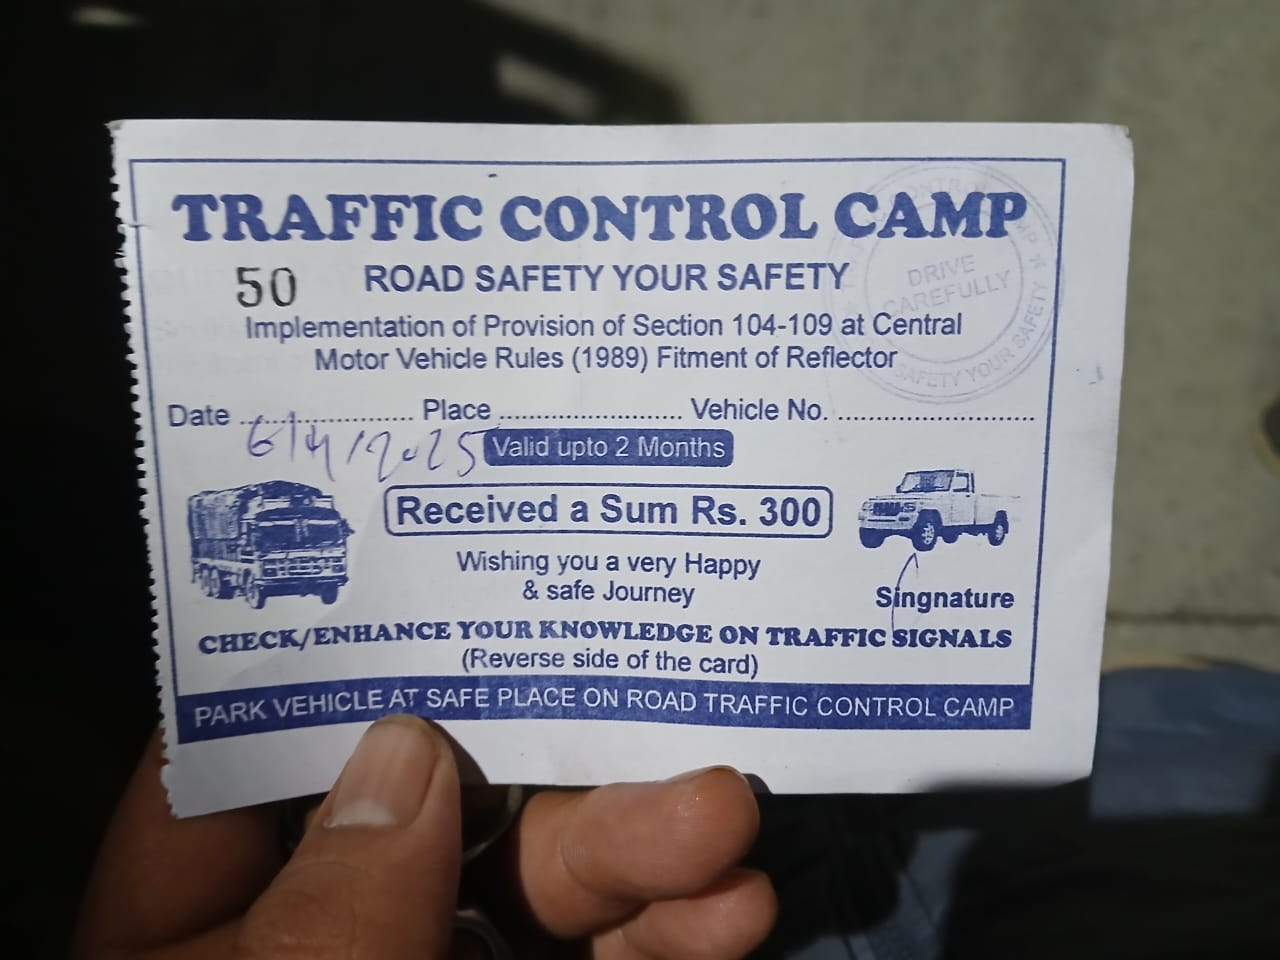 TRAFFIC CONTROL CAMP
50
ROAD SAFETY YOUR SAFETY
Implementation of Provision of Section 104-109 at Central
Motor Vehicle Rules (1989) Fitment of Reflector
DRIVE
CAREFULLY
SAFETY YOUR SAFETY
Date .................... Place ........................ Vehicle No. ..............................
6/4/2025
Valid upto 2 Months
Received a Sum Rs. 300
Wishing you a very Happy
& safe Journey
Singnature
CHECK/ENHANCE YOUR KNOWLEDGE ON TRAFFIC SIGNALS
(Reverse side of the card)
PARK VEHICLE AT SAFE PLACE ON ROAD TRAFFIC CONTROL CAMP